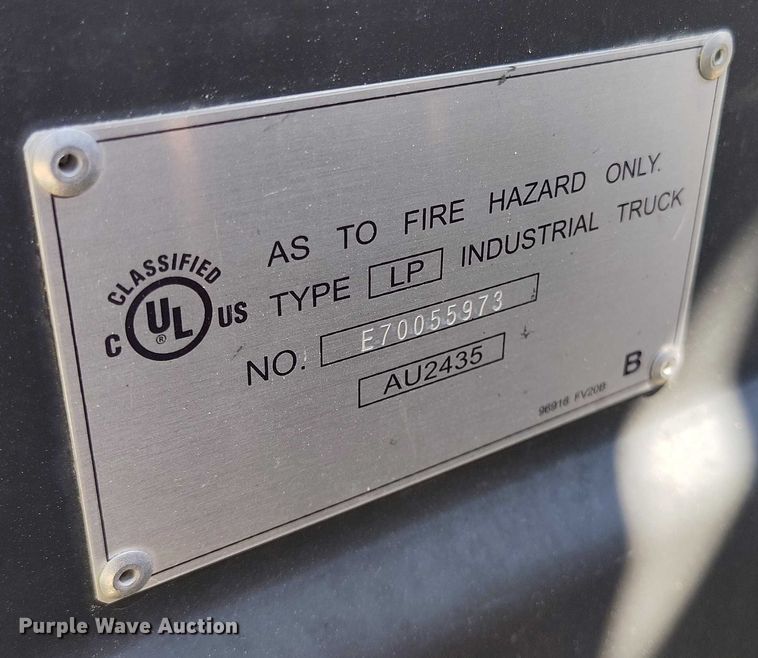 AS TO FIRE HAZARD ONLY.
CLASSIFIED
C UL® US
TYPE LP INDUSTRIAL TRUCK
NO. E70055973
AU2435
B
96916 FV20B
Purple Wave Auction